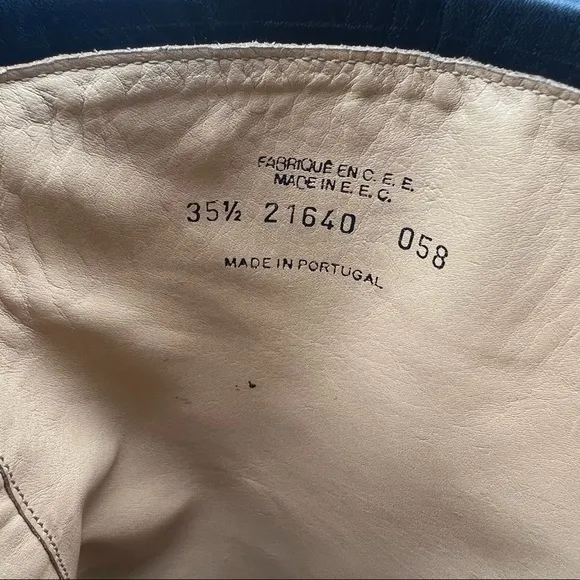 FABRIQUÉ EN C. E. E.
MADE IN E. E. C.
35½ 21640 058
MADE IN PORTUGAL